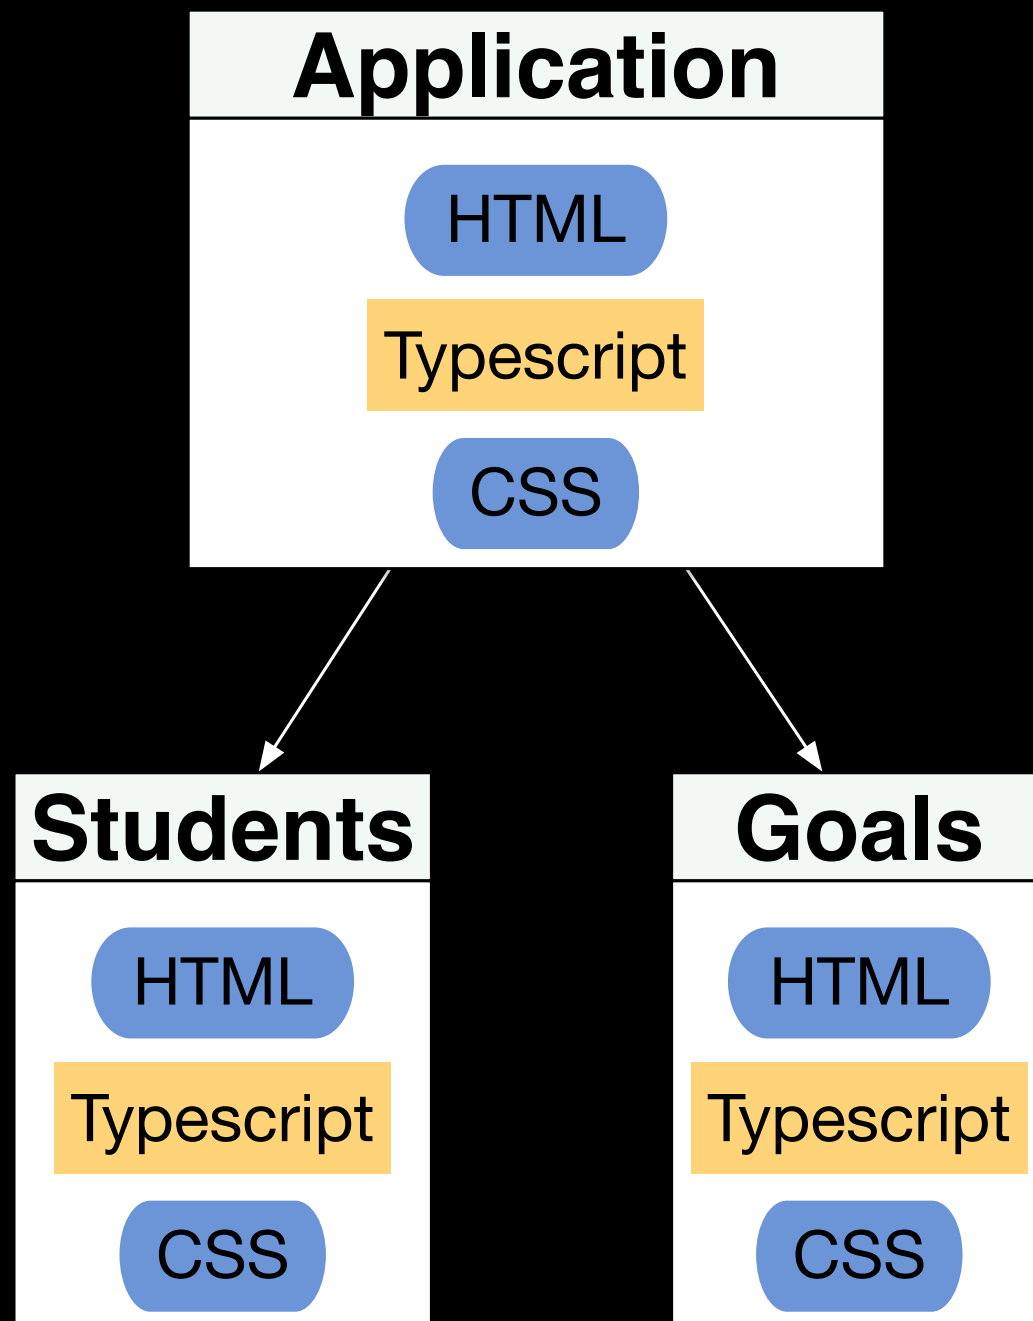 Application
HTML
Typescript
CSS
Students
HTML
Typescript
CSS
Goals
HTML
Typescript
CSS